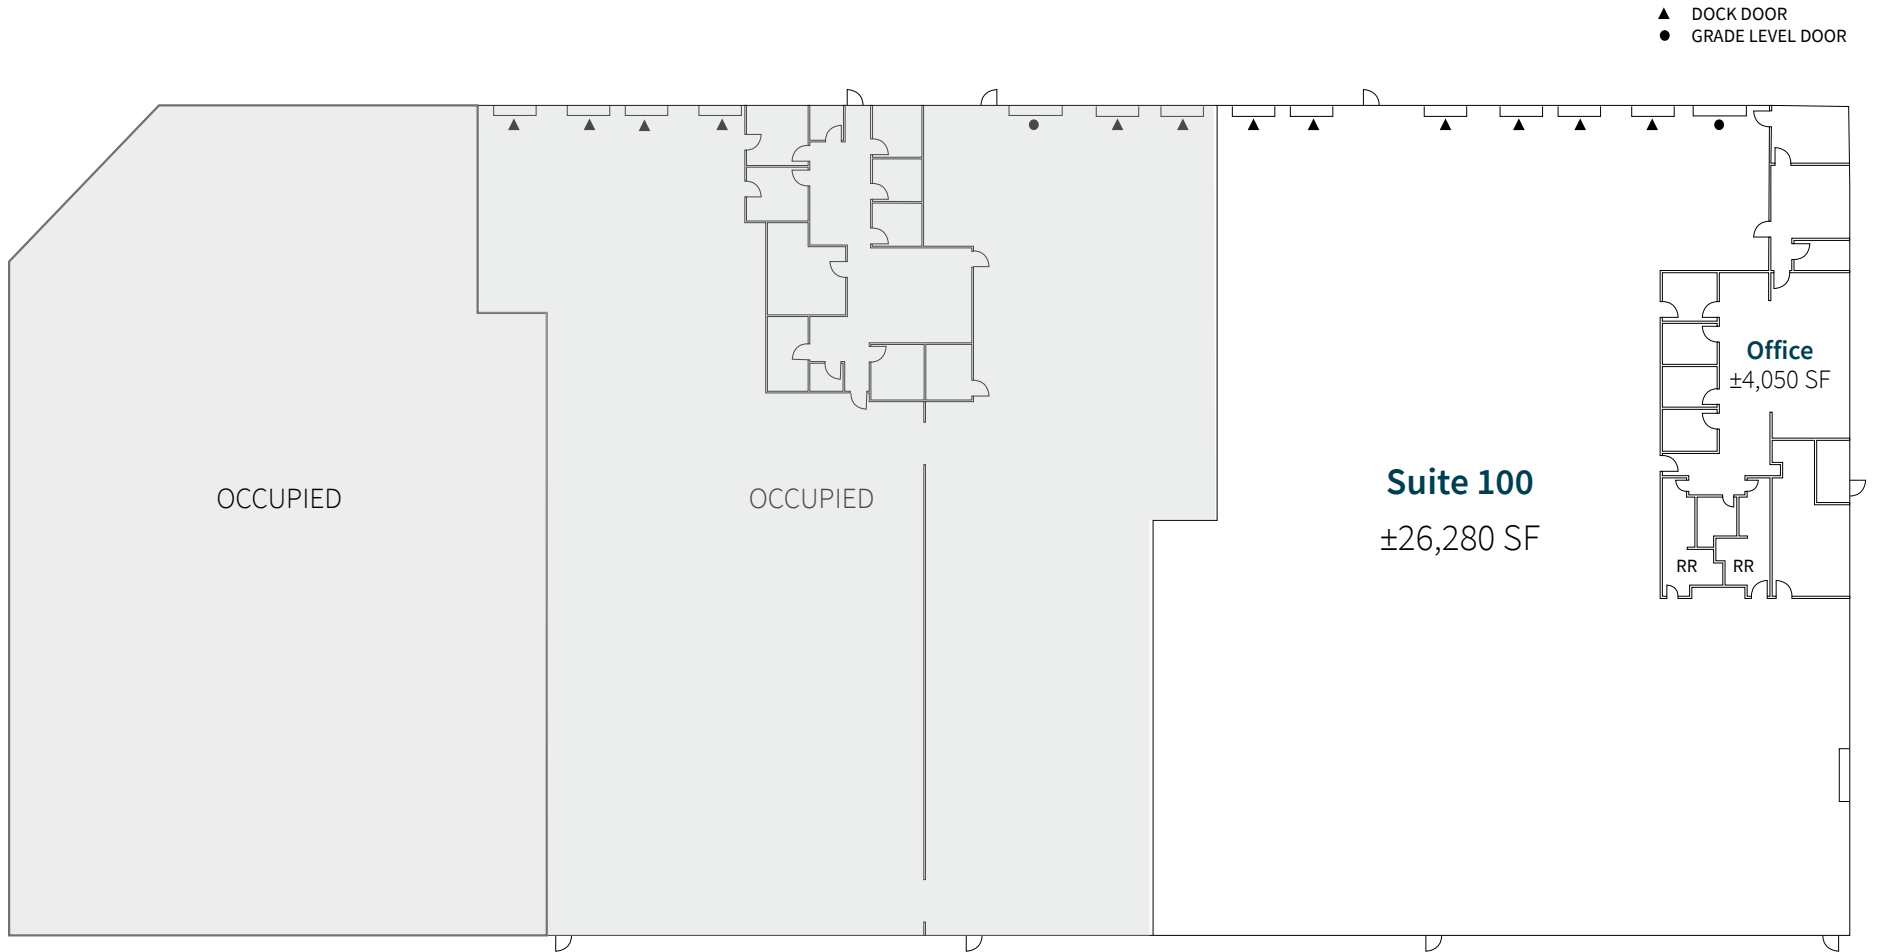 DOCK DOOR
GRADE LEVEL DOOR
Office
±4,050 SF
OCCUPIED
OCCUPIED
Suite 100
±26,280 SF
RR
RR